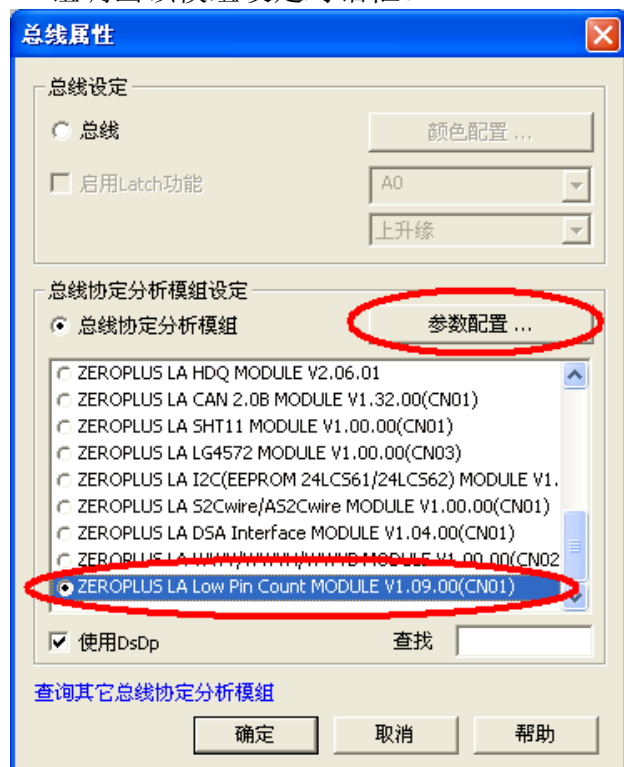 总线属性
总线设定
总线
颜色配置 ...
启用Latch功能
A0
上升缘
总线协定分析模组设定
总线协定分析模组
参数配置 ...
ZEROPLUS LA HDQ MODULE V2.06.01
ZEROPLUS LA CAN 2.0B MODULE V1.32.00(CN01)
ZEROPLUS LA SHT11 MODULE V1.00.00(CN01)
ZEROPLUS LA LG4572 MODULE V1.00.00(CN03)
ZEROPLUS LA I2C(EEPROM 24LCS61/24LCS62) MODULE V1.
ZEROPLUS LA S2Cwire/AS2Cwire MODULE V1.00.00(CN01)
ZEROPLUS LA DSA Interface MODULE V1.04.00(CN01)
ZEROPLUS LA MODULE V1.00.00(CN02
ZEROPLUS LA Low Pin Count MODULE V1.09.00(CN01)
使用DsDp
查找
查询其它总线协定分析模组
确定
取消
帮助